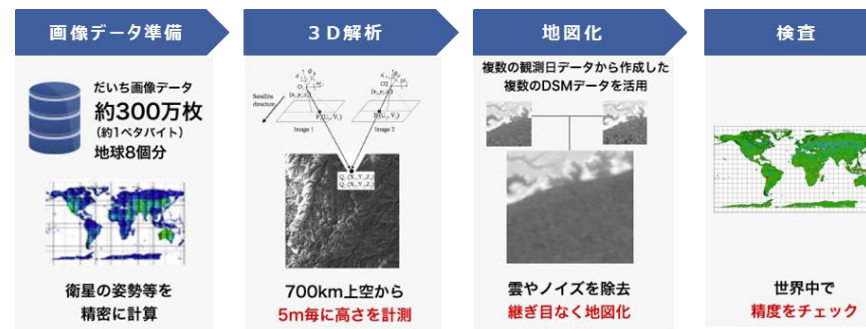 画像データ準備
だいち画像データ
約300万枚
(約1ペタバイト)
地球8個分
衛星の姿勢等を
精密に計算
3D解析
Satellite
direction
Image 1
Image 2
700km上空から
5m毎に高さを計測
地図化
複数の観測日データから作成した
複数のDSMデータを活用
雲やノイズを除去
継ぎ目なく地図化
検査
世界中で
精度をチェック